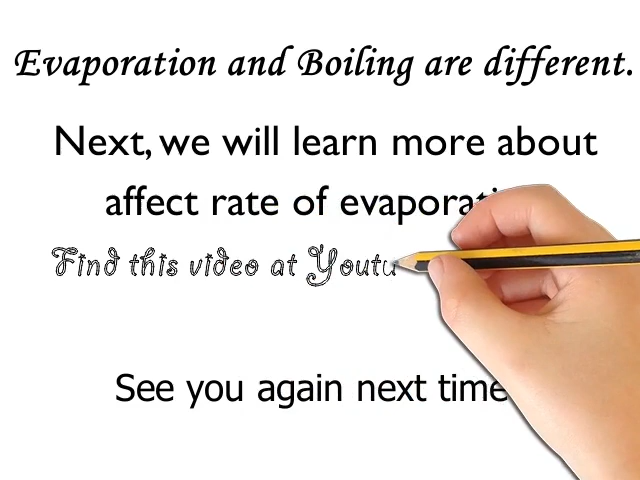 Evaporation and Boiling are different.
Next, we will learn more about
affect rate of evaporati
Find this video at Youtu
See you again next time